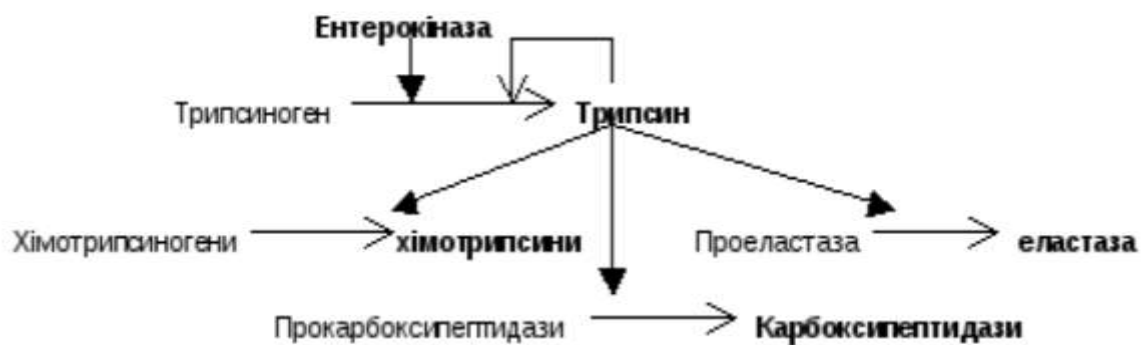 Ентерокіназа
Трипсиноген Трипсин
Хімотрипсиногени хімотрипсини Проеластаза еластаза
Прокарбоксипептидази Карбоксипептидази